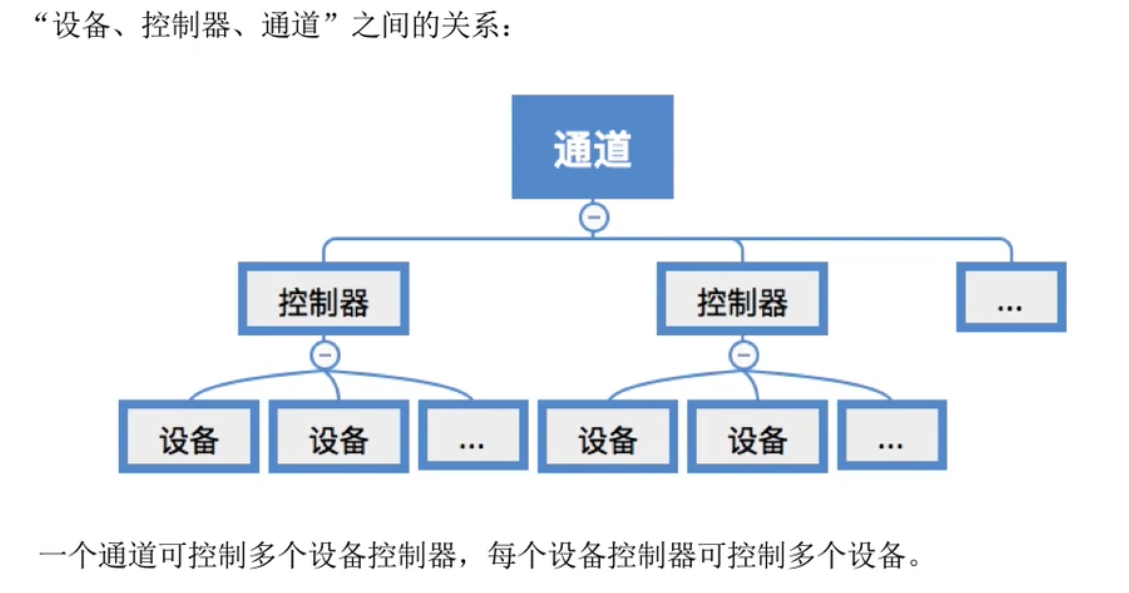 “设备、控制器、通道”之间的关系：
通道
控制器 控制器 ...
设备 设备 ... 设备 设备 ...
一个通道可控制多个设备控制器，每个设备控制器可控制多个设备。